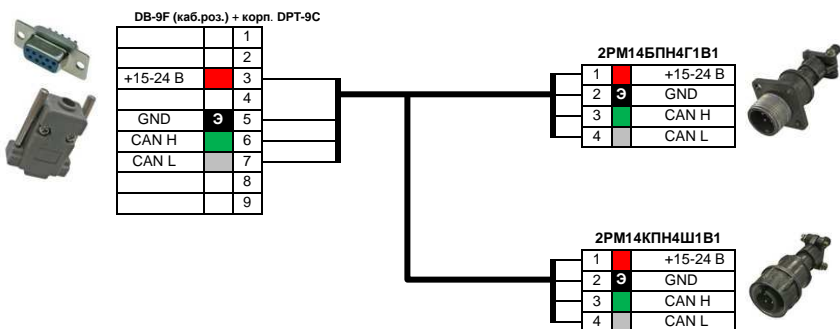 DB-9F (каб.роз.) + корп. DPT-9C
1
2
+15-24 В 3
4
GND Э 5
CAN H 6
CAN L 7
8
9
2РМ14БПН4Г1В1
1 +15-24 В
2 Э GND
3 CAN H
4 CAN L
2РМ14КПН4Ш1В1
1 +15-24 В
2 Э GND
3 CAN H
4 CAN L